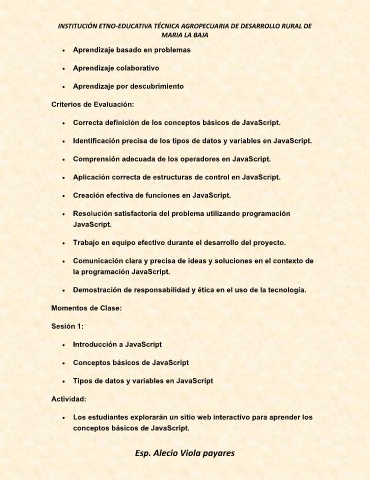 INSTITUCIÓN ETNO-EDUCATIVA TÉCNICA AGROPECUARIA DE DESARROLLO RURAL DE
MARIA LA BAJA
• Aprendizaje basado en problemas
• Aprendizaje colaborativo
• Aprendizaje por descubrimiento
Criterios de Evaluación:
• Correcta definición de los conceptos básicos de JavaScript.
• Identificación precisa de los tipos de datos y variables en JavaScript.
• Comprensión adecuada de los operadores en JavaScript.
• Aplicación correcta de estructuras de control en JavaScript.
• Creación efectiva de funciones en JavaScript.
• Resolución satisfactoria del problema utilizando programación
JavaScript.
• Trabajo en equipo efectivo durante el desarrollo del proyecto.
• Comunicación clara y precisa de ideas y soluciones en el contexto de
la programación JavaScript.
• Demostración de responsabilidad y ética en el uso de la tecnología.
Momentos de Clase:
Sesión 1:
• Introducción a JavaScript
• Conceptos básicos de JavaScript
• Tipos de datos y variables en JavaScript
Actividad:
• Los estudiantes explorarán un sitio web interactivo para aprender los
conceptos básicos de JavaScript.
Esp. Alecio Viola payares